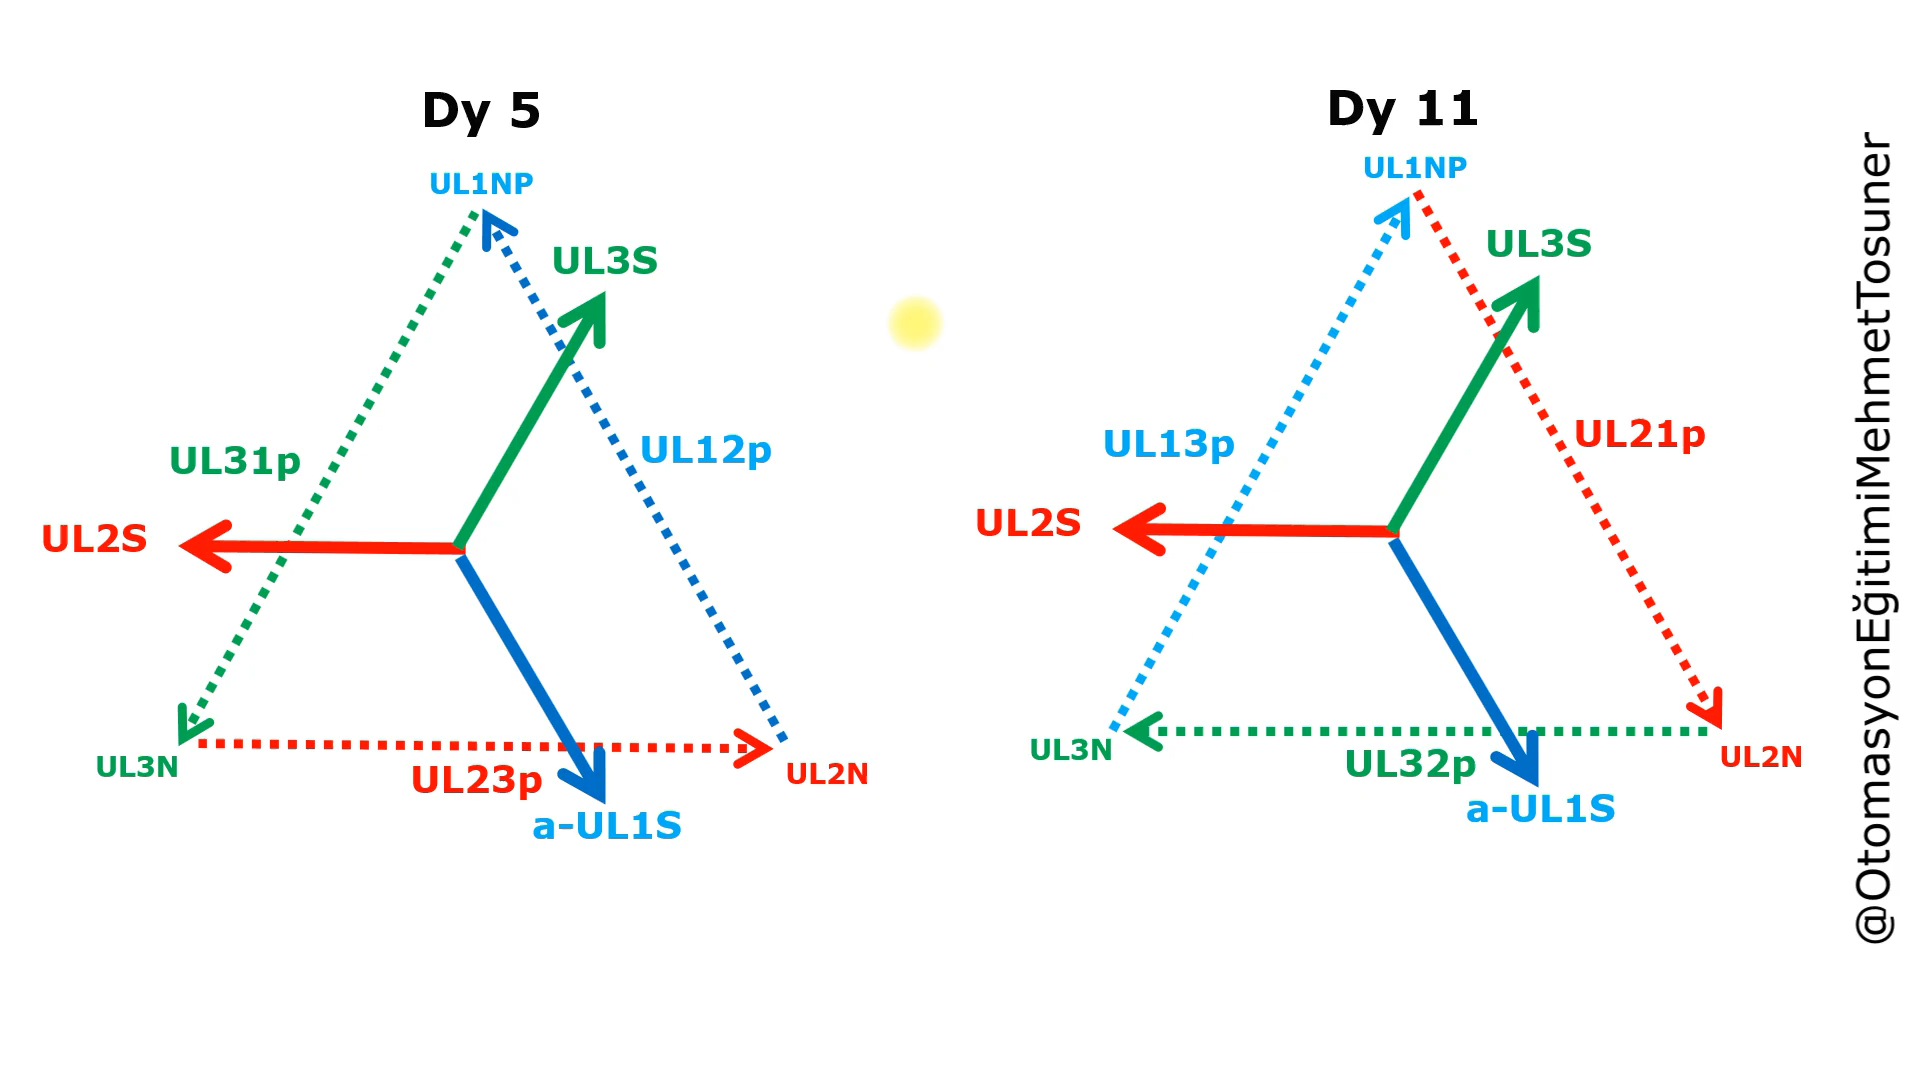 Dy 5
UL1NP
UL3S
UL12p
UL31p
UL2S
UL3N
UL23p
UL2N
a-UL1S
Dy 11
UL1NP
UL3S
UL21p
UL13p
UL2S
UL3N
UL32p
UL2N
a-UL1S
@OtomasyonEğitimiMehmetTosuner